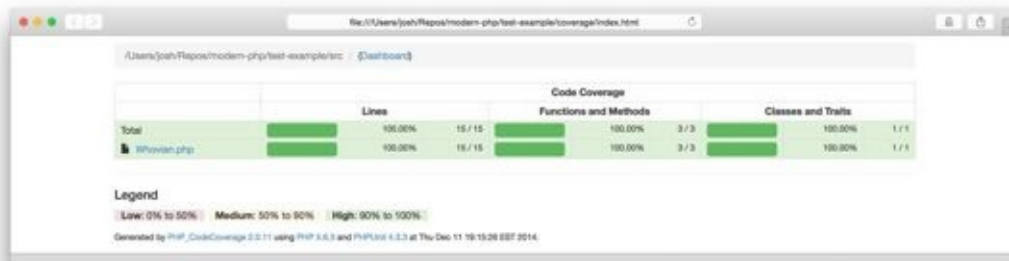 file:///Users/josh/Repos/modern-php/test-example/coverage/index.html
/Users/josh/Repos/modern-php/test-example/src / (Dashboard)
Code Coverage
Lines Functions and Methods Classes and Traits
Total 100.00% 15 / 15 100.00% 3 / 3 100.00% 1 / 1
Whovian.php 100.00% 15 / 15 100.00% 3 / 3 100.00% 1 / 1
Legend
Low: 0% to 50% Medium: 50% to 90% High: 90% to 100%
Generated by PHP_CodeCoverage 2.0.11 using PHP 5.6.3 and PHPUnit 4.3.3 at Thu Dec 11 19:15:26 EST 2014.